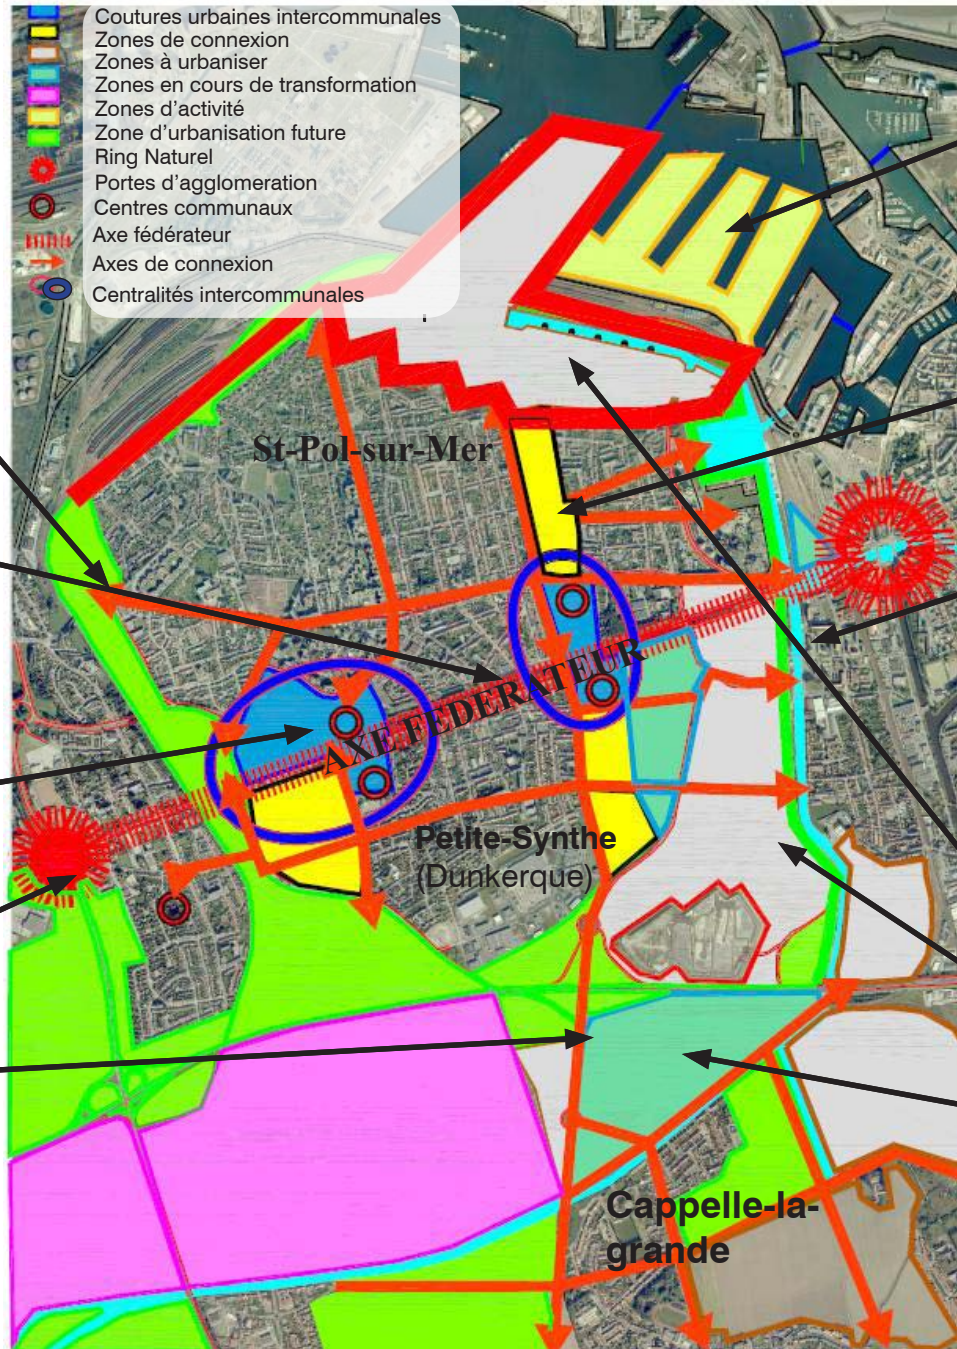 Coutures urbaines intercommunales
Zones de connexion
Zones à urbaniser
Zones en cours de transformation
Zones d'activité
Zone d'urbanisation future
Ring Naturel
Portes d'agglomeration
Centres communaux
Axe fédérateur
Axes de connexion
Centralités intercommunales
St-Pol-sur-Mer
AXE FEDERATEUR
Petite-Synthe
(Dunkerque)
Cappelle-la-
grande